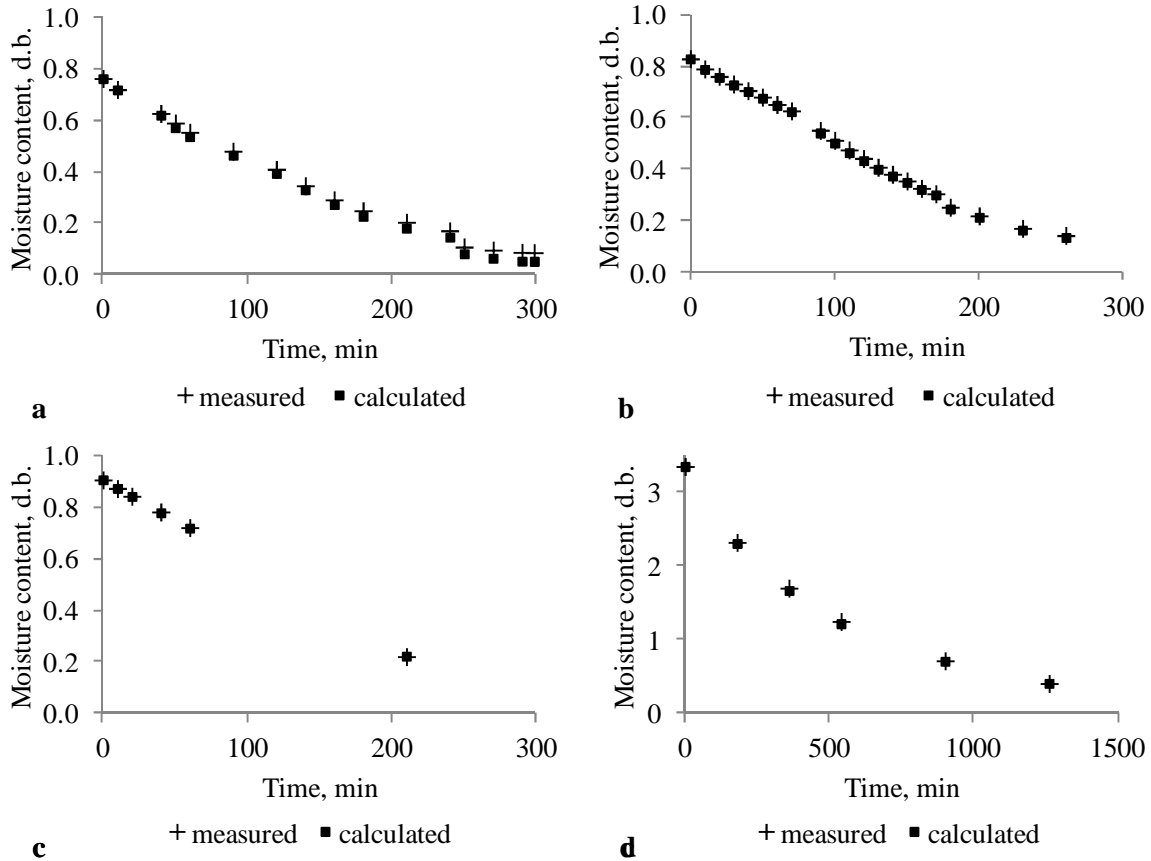 1.0
0.8
0.6
0.4
0.2
0.0
Moisture content, d.b.
0 100 200 300
Time, min
measured calculated
a
1.0
0.8
0.6
0.4
0.2
0.0
Moisture content, d.b.
0 100 200 300
Time, min
measured calculated
b
1.0
0.8
0.6
0.4
0.2
0.0
Moisture content, d.b.
0 100 200 300
Time, min
measured calculated
c
3
2
1
0
Moisture content, d.b.
0 500 1000 1500
Time, min
measured calculated
d